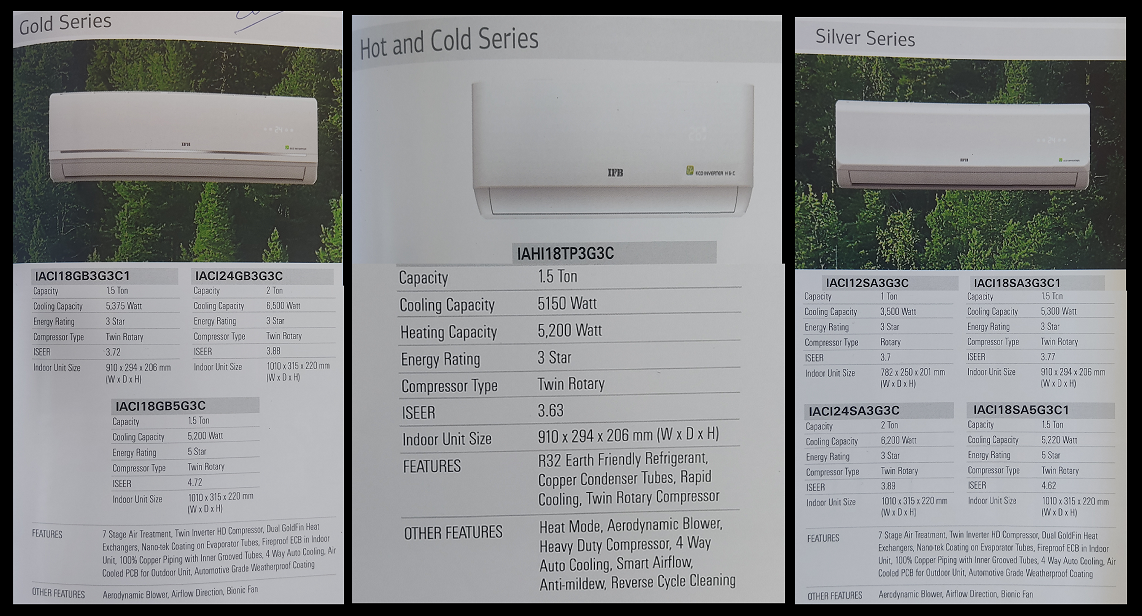 Gold Series
IFB
IACI18GB3G3C1
Capacity 1.5 Ton
Cooling Capacity 5,375 Watt
Energy Rating 3 Star
Compressor Type Twin Rotary
ISEER 3.72
Indoor Unit Size 910 x 294 x 206 mm
(W x D x H)
IACI24GB3G3C
Capacity 2 Ton
Cooling Capacity 6,500 Watt
Energy Rating 3 Star
Compressor Type Twin Rotary
ISEER 3.88
Indoor Unit Size 1010 x 315 x 220 mm
(W x D x H)
IACI18GB5G3C
Capacity 1.5 Ton
Cooling Capacity 5,200 Watt
Energy Rating 5 Star
Compressor Type Twin Rotary
ISEER 4.72
Indoor Unit Size 1010 x 315 x 220 mm
(W x D x H)
FEATURES 7 Stage Air Treatment, Twin Inverter HD Compressor, Dual GoldFin Heat
Exchangers, Nano-tek Coating on Evaporator Tubes, Fireproof ECB in Indoor
Unit, 100% Copper Piping with Inner Grooved Tubes, 4 Way Auto Cooling, Air
Cooled PCB for Outdoor Unit, Automotive Grade Weatherproof Coating
OTHER FEATURES Aerodynamic Blower, Airflow Direction, Bionic Fan
Hot and Cold Series
IFB
ECO INVERTER H & C
IAHI18TP3G3C
Capacity 1.5 Ton
Cooling Capacity 5150 Watt
Heating Capacity 5,200 Watt
Energy Rating 3 Star
Compressor Type Twin Rotary
ISEER 3.63
Indoor Unit Size 910 x 294 x 206 mm (W x D x H)
FEATURES R32 Earth Friendly Refrigerant,
Copper Condenser Tubes, Rapid
Cooling, Twin Rotary Compressor
OTHER FEATURES Heat Mode, Aerodynamic Blower,
Heavy Duty Compressor, 4 Way
Auto Cooling, Smart Airflow,
Anti-mildew, Reverse Cycle Cleaning
Silver Series
IFB
IACI12SA3G3C
Capacity 1 Ton
Cooling Capacity 3,500 Watt
Energy Rating 3 Star
Compressor Type Rotary
ISEER 3.7
Indoor Unit Size 782 x 250 x 201 mm
(W x D x H)
IACI18SA3G3C1
Capacity 1.5 Ton
Cooling Capacity 5,300 Watt
Energy Rating 3 Star
Compressor Type Twin Rotary
ISEER 3.77
Indoor Unit Size 910 x 294 x 206 mm
(W x D x H)
IACI24SA3G3C
Capacity 2 Ton
Cooling Capacity 6,200 Watt
Energy Rating 3 Star
Compressor Type Twin Rotary
ISEER 3.89
Indoor Unit Size 1010 x 315 x 220 mm
(W x D x H)
IACI18SA5G3C1
Capacity 1.5 Ton
Cooling Capacity 5,220 Watt
Energy Rating 5 Star
Compressor Type Twin Rotary
ISEER 4.62
Indoor Unit Size 1010 x 315 x 220 mm
(W x D x H)
FEATURES 7 Stage Air Treatment, Twin Inverter HD Compressor, Dual GoldFin Heat
Exchangers, Nano-tek Coating on Evaporator Tubes, Fireproof ECB in Indoor
Unit, 100% Copper Piping with Inner Grooved Tubes, 4 Way Auto Cooling, Air
Cooled PCB for Outdoor Unit, Automotive Grade Weatherproof Coating
OTHER FEATURES Aerodynamic Blower, Airflow Direction, Bionic Fan